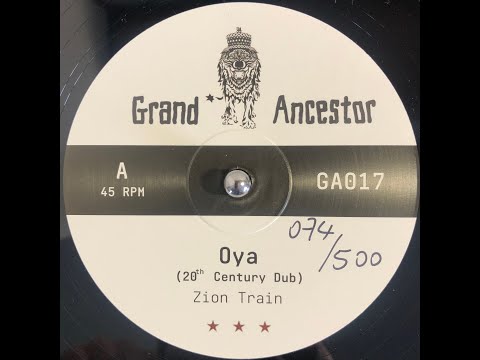 Grand Ancestor
A
45 RPM
GA017
074/500
Oya
(20th Century Dub)
Zion Train